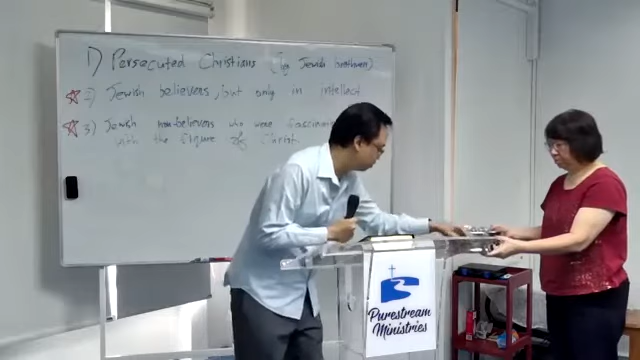 1) Persecuted Christians (by Jewish brethren)
2) Jewish believers, but only in intellect
3) Jewish non-believers who were
with the figure of Christ
Purestream
Ministries